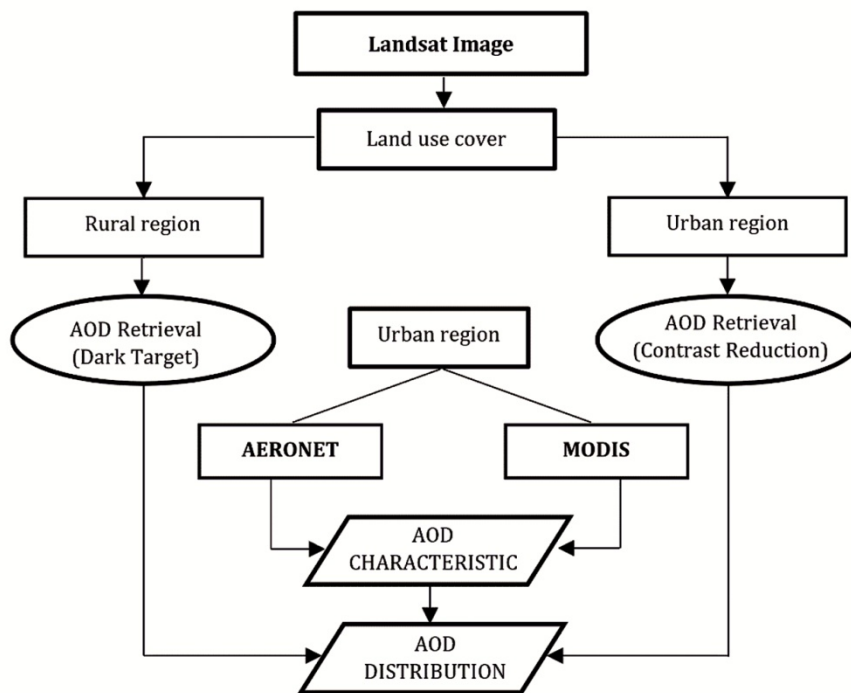 Landsat Image
Land use cover
Rural region
Urban region
AOD Retrieval
(Dark Target)
Urban region
AOD Retrieval
(Contrast Reduction)
AERONET
MODIS
AOD
CHARACTERISTIC
AOD
DISTRIBUTION